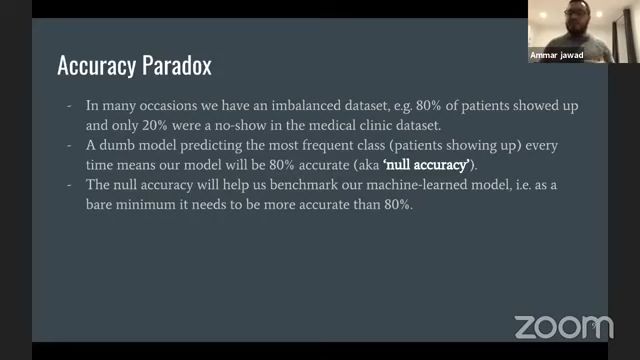 Ammar jawad
Accuracy Paradox
- In many occasions we have an imbalanced dataset, e.g. 80% of patients showed up
and only 20% were a no-show in the medical clinic dataset.
- A dumb model predicting the most frequent class (patients showing up) every
time means our model will be 80% accurate (aka ‘null accuracy’).
- The null accuracy will help us benchmark our machine-learned model, i.e. as a
bare minimum it needs to be more accurate than 80%.
zoom